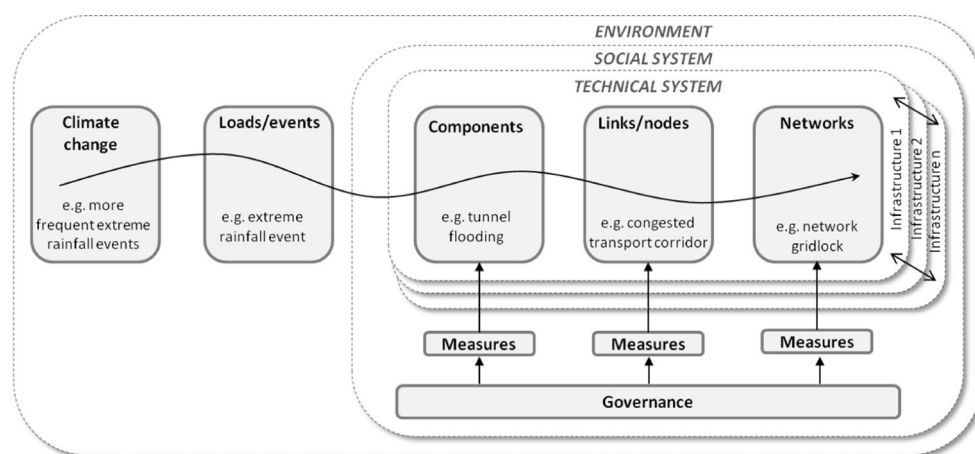 ENVIRONMENT
SOCIAL SYSTEM
TECHNICAL SYSTEM
Climate
change
e.g. more
frequent extreme
rainfall events
Loads/events
e.g. extreme
rainfall event
Components
e.g. tunnel
flooding
Links/nodes
e.g. congested
transport corridor
Networks
e.g. network
gridlock
Infrastructure 1
Infrastructure 2
Infrastructure n
Measures
Measures
Measures
Governance